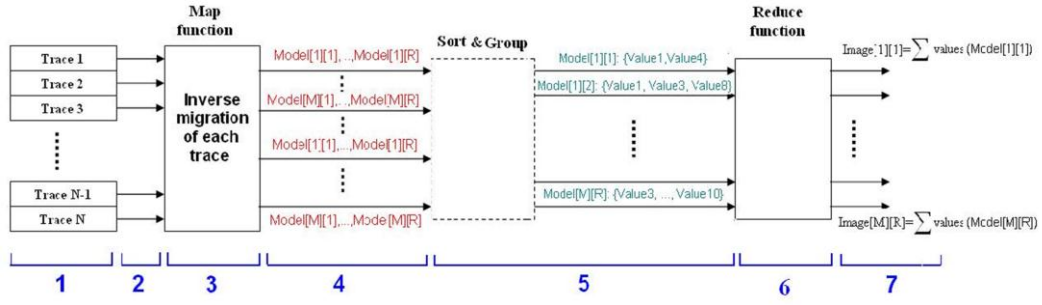 Map
function
Reduce
function
Sort & Group
Trace 1
Trace 2
Trace 3
Trace N-1
Trace N
Inverse
migration
of each
trace
Model[1][1],...,Model[1][R]
Model[M][1],...,Model[M][R]
Model[1][1],...,Model[1][R]
Model[M][1],...,Model[M][R]
Model[1][1]: {Value1,Value4}
Model[1][2]: {Value1, Value3, Value8}
Model[M][R]: {Value3, ..., Value10}
Image[1][1]=∑ values (Model[1][1])
Image[M][R]=∑ values (Model[M][R])
1 2 3 4 5 6 7